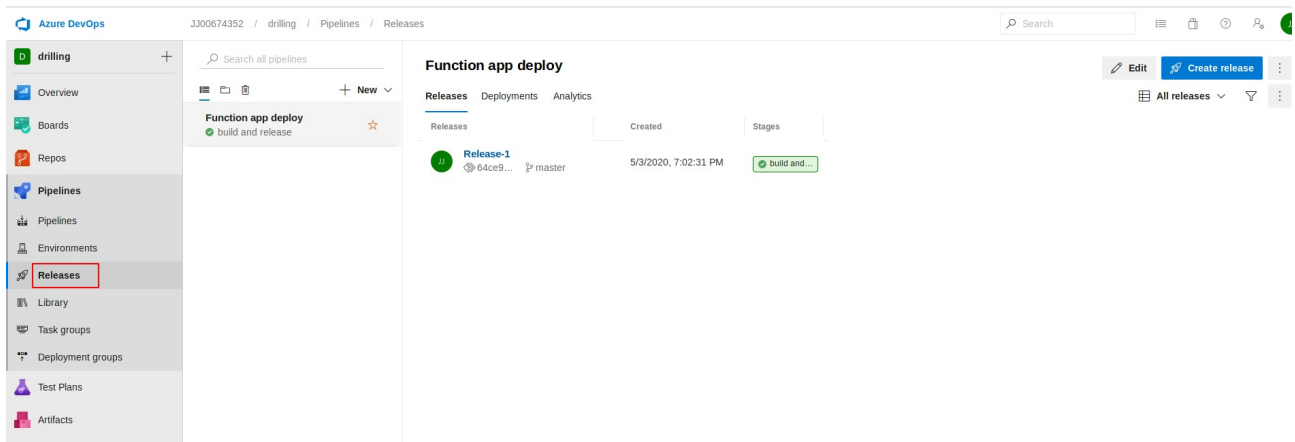 Azure DevOps
JJ00674352 / drilling / Pipelines / Releases
Search
D drilling
Overview
Boards
Repos
Pipelines
Pipelines
Environments
Releases
Library
Task groups
Deployment groups
Test Plans
Artifacts
Search all pipelines
New
Function app deploy
build and release
Function app deploy
Edit
Create release
Releases Deployments Analytics
All releases
Releases Created Stages
JJ Release-1 5/3/2020, 7:02:31 PM build and...
64ce9... master